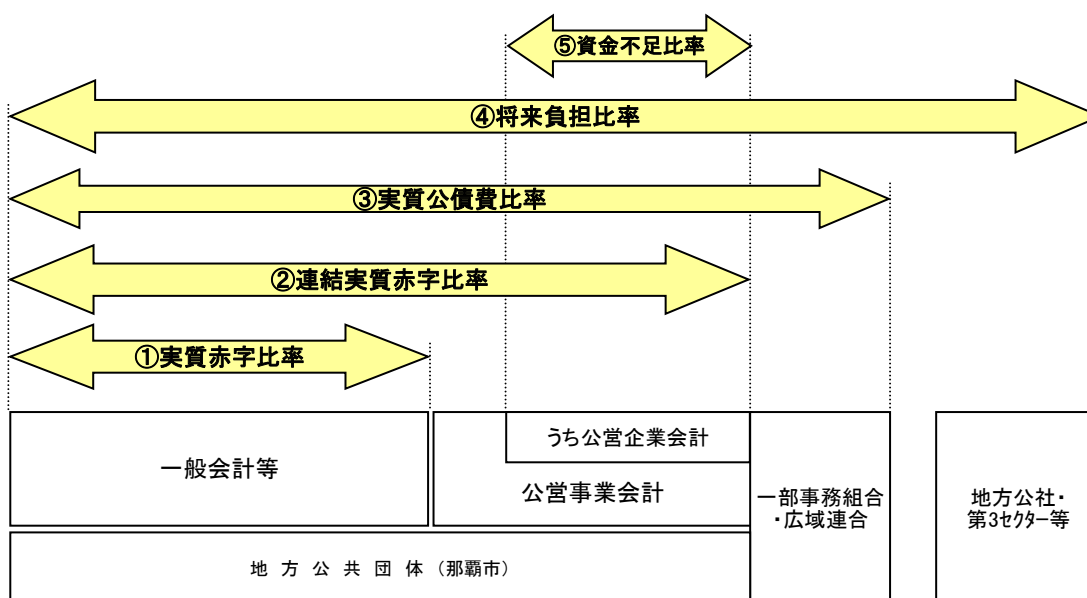 ⑤資金不足比率
④将来負担比率
③実質公債費比率
②連結実質赤字比率
①実質赤字比率
一般会計等
うち公営企業会計
公営事業会計
一部事務組合
・広域連合
地方公社・
第3ｾｸﾀｰ等
地 方 公 共 団 体 （那覇市）